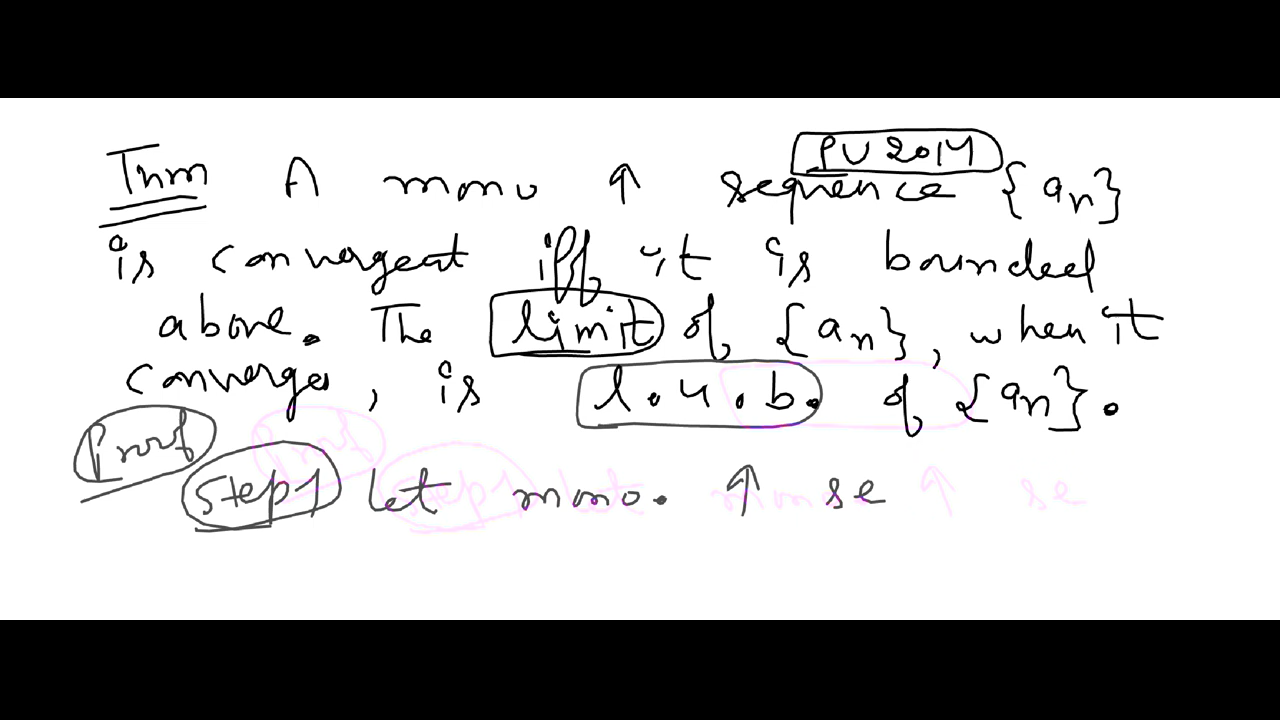 PU 2014
Thm A mono ↑ sequence {an}
is convergent iff it is bounded
above. The limit of {an}, when it
converges, is l.u.b. of {an}.
Proof
Step 1 Let mono. ↑ se